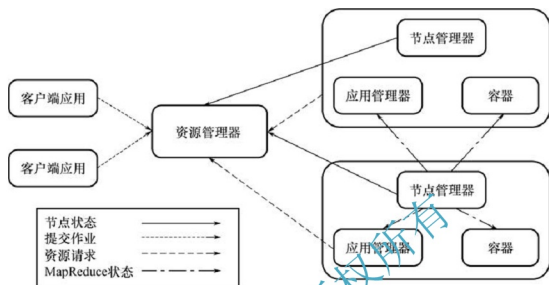 节点管理器
应用管理器
容器
客户端应用
资源管理器
客户端应用
节点管理器
应用管理器
容器
节点状态
提交作业
资源请求
MapReduce状态
权所有